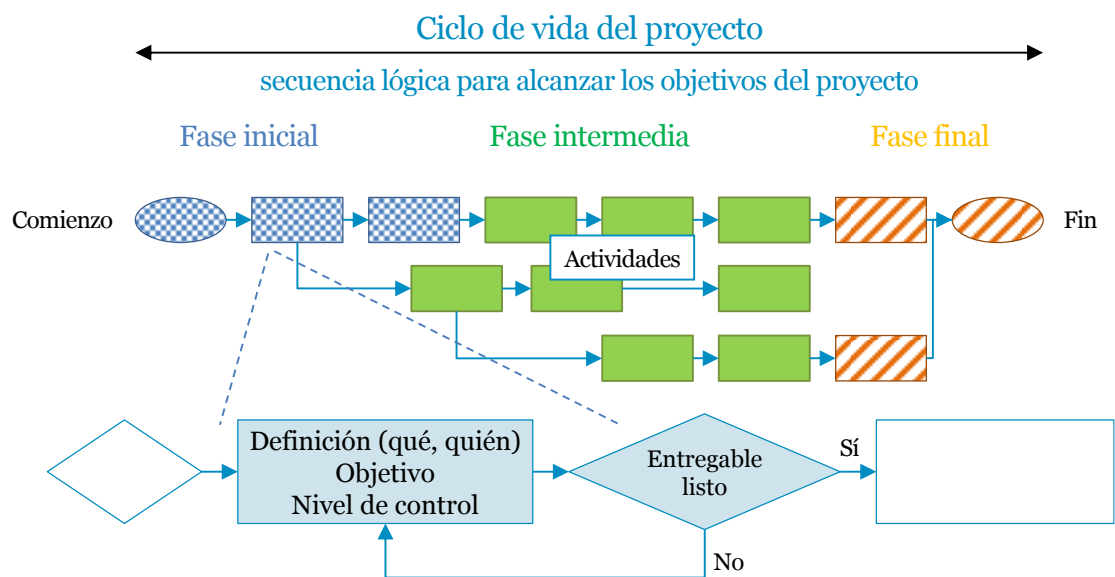 Ciclo de vida del proyecto
secuencia lógica para alcanzar los objetivos del proyecto
Fase inicial
Fase intermedia
Fase final
Comienzo
Fin
Actividades
Definición (qué, quién)
Objetivo
Nivel de control
Entregable
listo
Sí
No